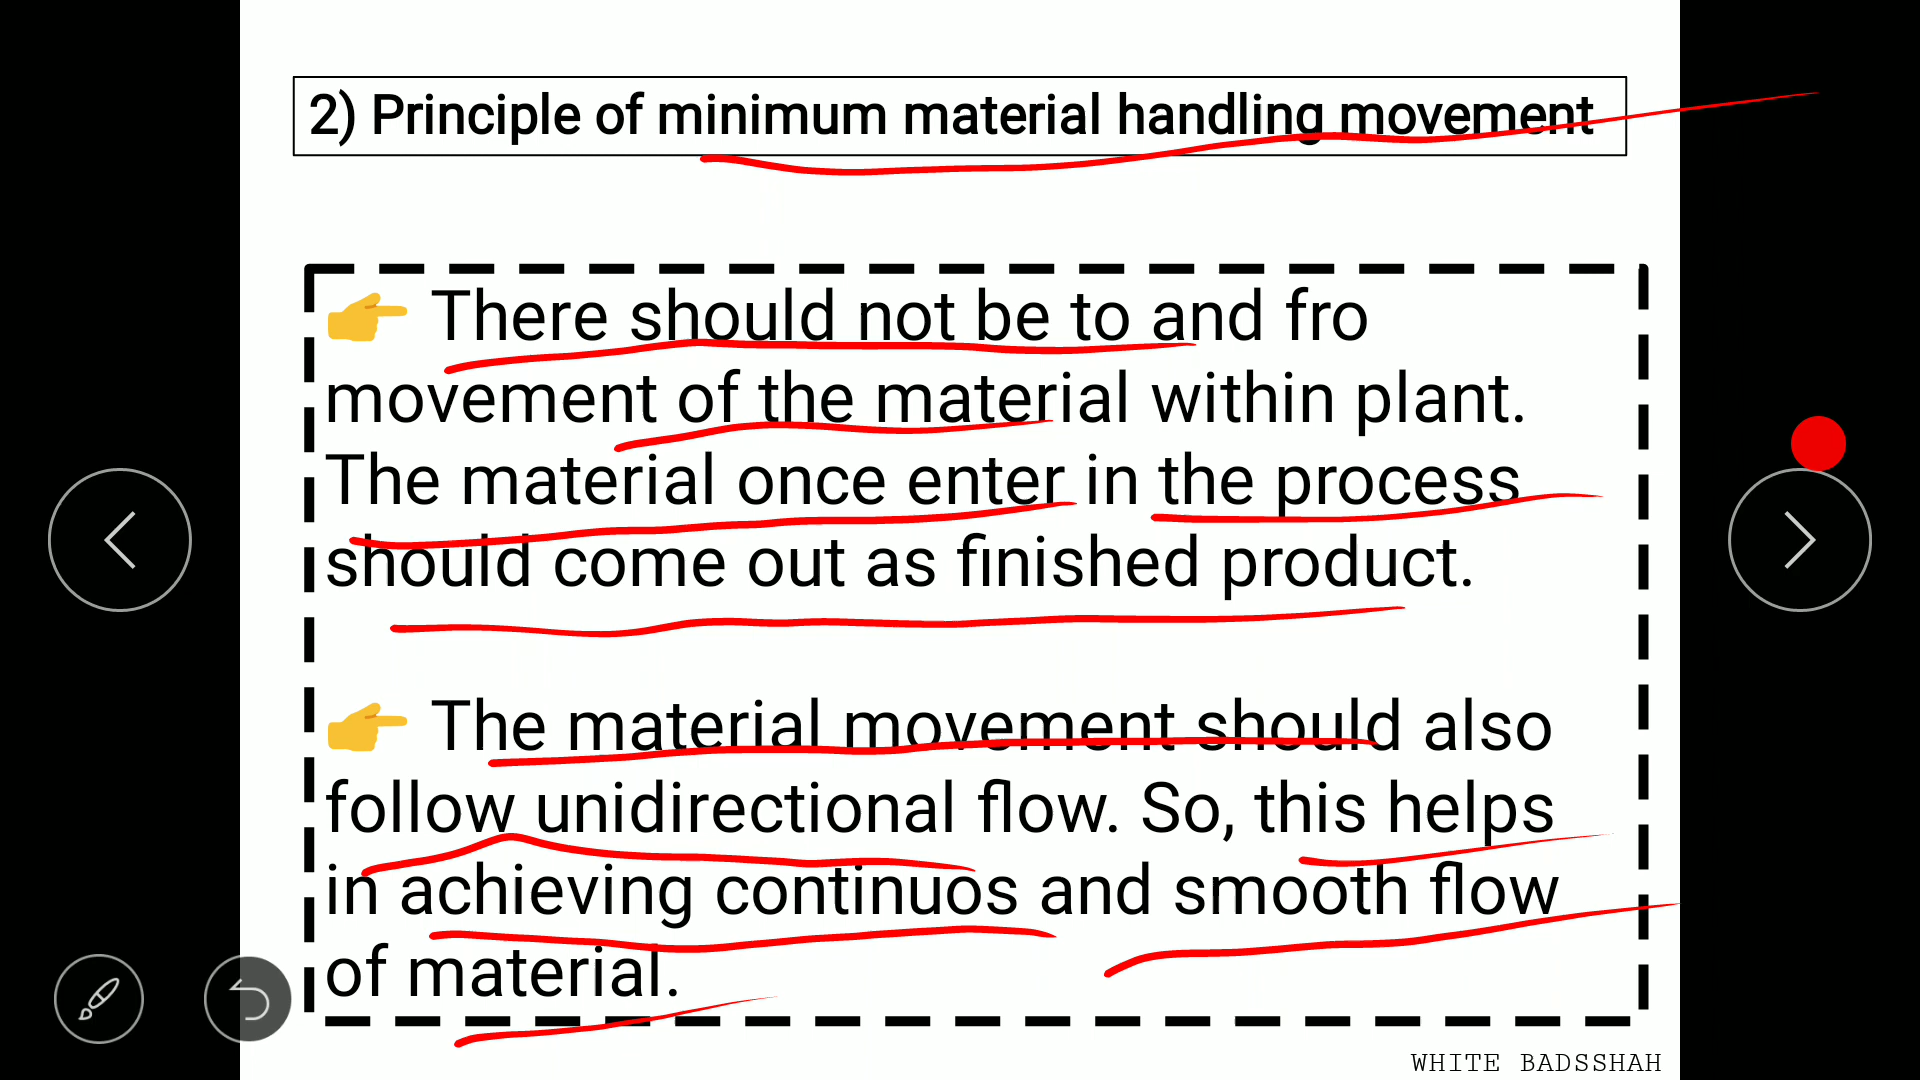 2) Principle of minimum material handling movement
👉 There should not be to and fro
movement of the material within plant.
The material once enter in the process
should come out as finished product.
👉 The material movement should also
follow unidirectional flow. So, this helps
in achieving continuos and smooth flow
of material.
WHITE BADSSHAH